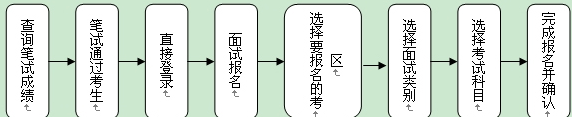 查询笔试成绩
笔试通过考生
直接登录
面试报名
选择要报名的考
区
选择面试类别
选择考试科目
完成报名并确认